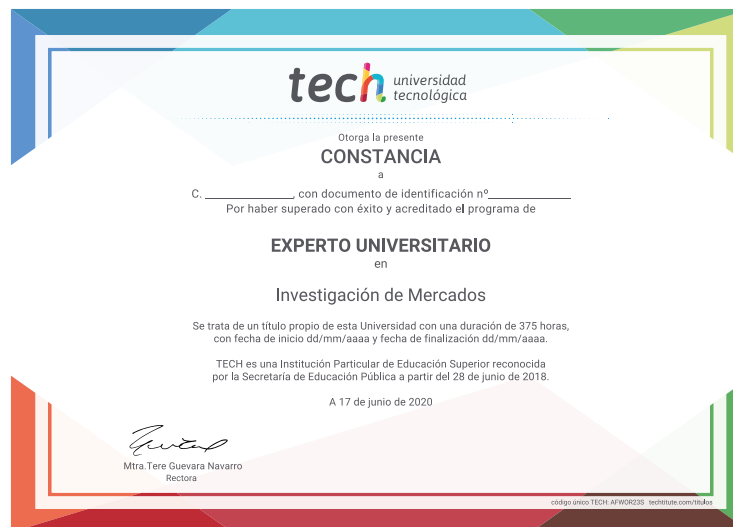 tech universidad
tecnológica
Otorga la presente
CONSTANCIA
a
C. ______________, con documento de identificación nº______________
Por haber superado con éxito y acreditado el programa de
EXPERTO UNIVERSITARIO
en
Investigación de Mercados
Se trata de un título propio de esta Universidad con una duración de 375 horas,
con fecha de inicio dd/mm/aaaa y fecha de finalización dd/mm/aaaa.
TECH es una Institución Particular de Educación Superior reconocida
por la Secretaría de Educación Pública a partir del 28 de junio de 2018.
A 17 de junio de 2020
Mtra.Tere Guevara Navarro
Rectora
código único TECH: AFWOR23S techtitute.com/titulos